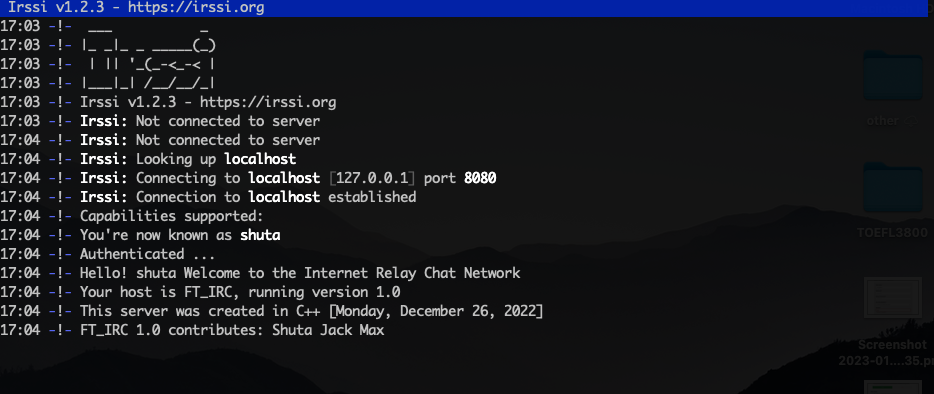 Irssi v1.2.3 - https://irssi.org
17:03 -!-  ___           _
17:03 -!- |_ _|_ _ _____(_)
17:03 -!-  | || '_(_-<_-< |
17:03 -!- |___|_| /__/__/_|
17:03 -!- Irssi v1.2.3 - https://irssi.org
17:03 -!- Irssi: Not connected to server
17:04 -!- Irssi: Not connected to server
17:04 -!- Irssi: Looking up localhost
17:04 -!- Irssi: Connecting to localhost [127.0.0.1] port 8080
17:04 -!- Irssi: Connection to localhost established
17:04 -!- Capabilities supported:
17:04 -!- You're now known as shuta
17:04 -!- Authenticated ...
17:04 -!- Hello! shuta Welcome to the Internet Relay Chat Network
17:04 -!- Your host is FT_IRC, running version 1.0
17:04 -!- This server was created in C++ [Monday, December 26, 2022]
17:04 -!- FT_IRC 1.0 contributes: Shuta Jack Max
other
TOEFL3800
Screenshot
2023-01....35.p